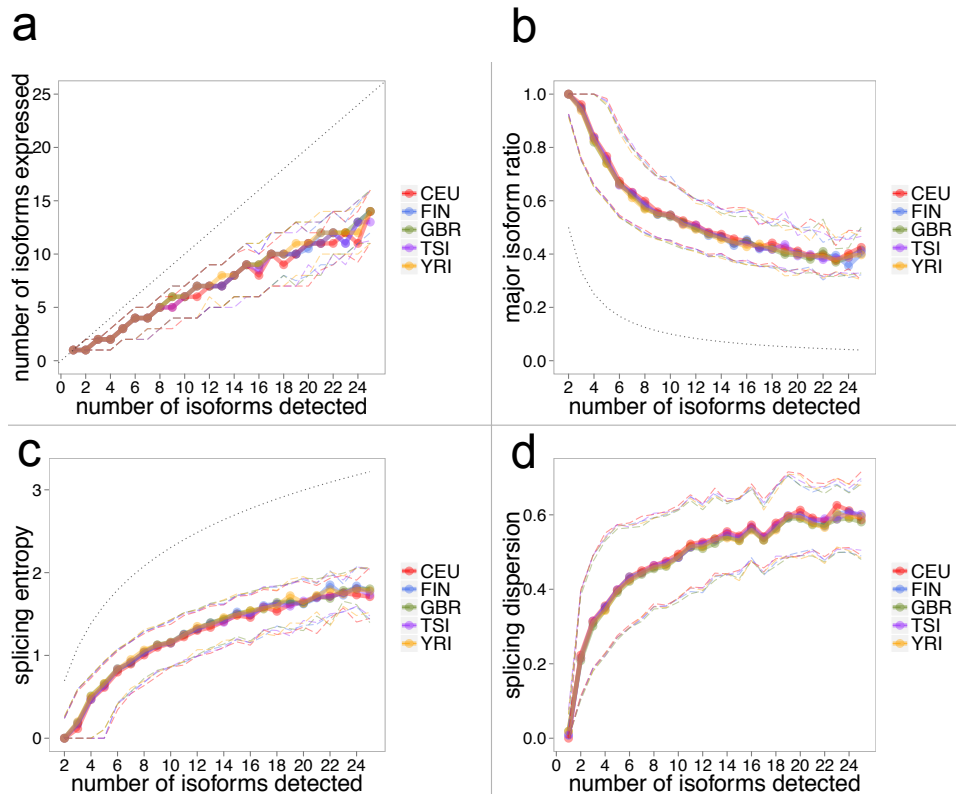 a
number of isoforms expressed
25
20
15
10
5
0
0 2 4 6 8 10 12 14 16 18 20 22 24
number of isoforms detected
CEU
FIN
GBR
TSI
YRI
b
major isoform ratio
1.0
0.8
0.6
0.4
0.2
0.0
2 4 6 8 10 12 14 16 18 20 22 24
number of isoforms detected
CEU
FIN
GBR
TSI
YRI
c
splicing entropy
3
2
1
0
2 4 6 8 10 12 14 16 18 20 22 24
number of isoforms detected
CEU
FIN
GBR
TSI
YRI
d
splicing dispersion
0.6
0.4
0.2
0.0
0 2 4 6 8 10 12 14 16 18 20 22 24
number of isoforms detected
CEU
FIN
GBR
TSI
YRI